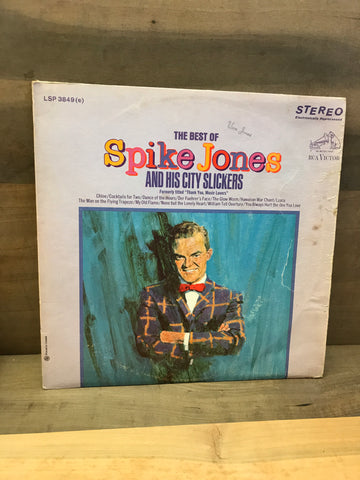 LSP 3849(e)
STEREO
Electronically Reprocessed
RCA VICTOR
THE BEST OF
Spike Jones
AND HIS CITY SLICKERS
Formerly titled "Thank You, Music Lovers"
Chloe/Cocktails for Two/Dance of the Hours/Der Fuehrer's Face/The Glow Worm/Hawaiian War Chant/Laura
The Man on the Flying Trapeze/My Old Flame/None But the Lonely Heart/William Tell Overture/You Always Hurt the One You Love